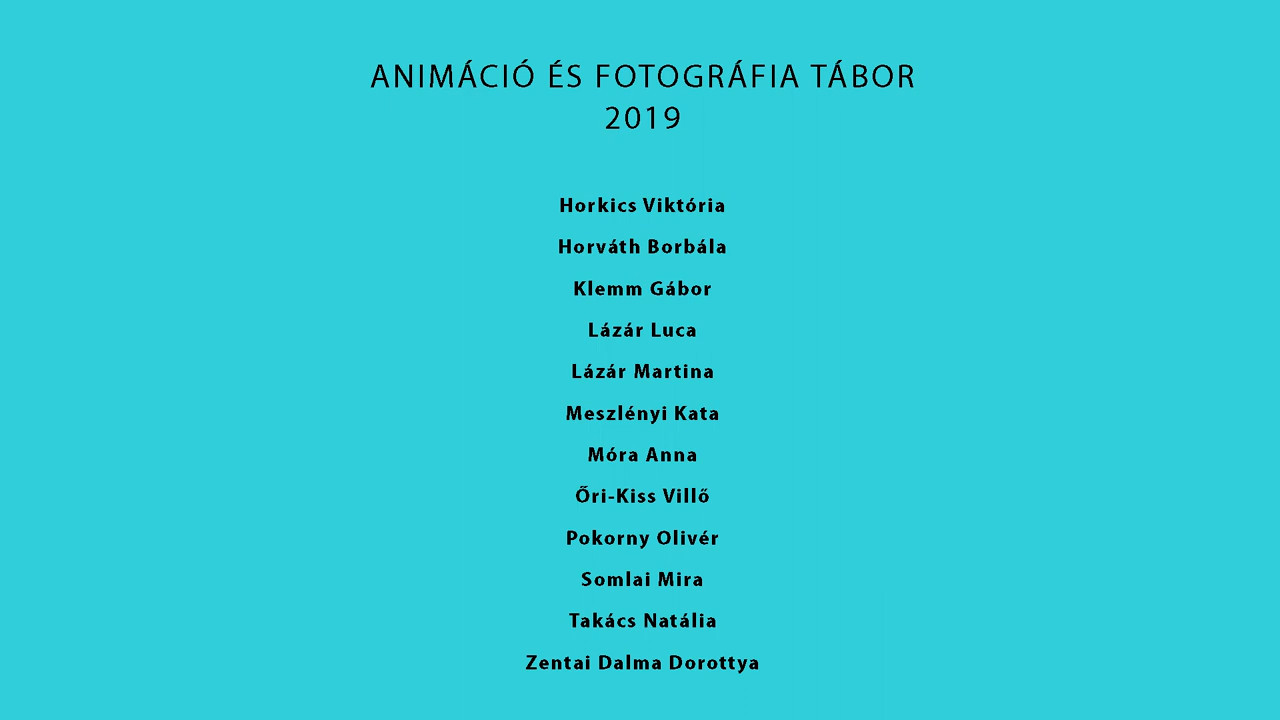 ANIMÁCIÓ ÉS FOTOGRÁFIA TÁBOR
2019
Horkics Viktória
Horváth Borbála
Klemm Gábor
Lázár Luca
Lázár Martina
Meszlényi Kata
Móra Anna
Őri-Kiss Villő
Pokorny Olivér
Somlai Mira
Takács Natália
Zentai Dalma Dorottya